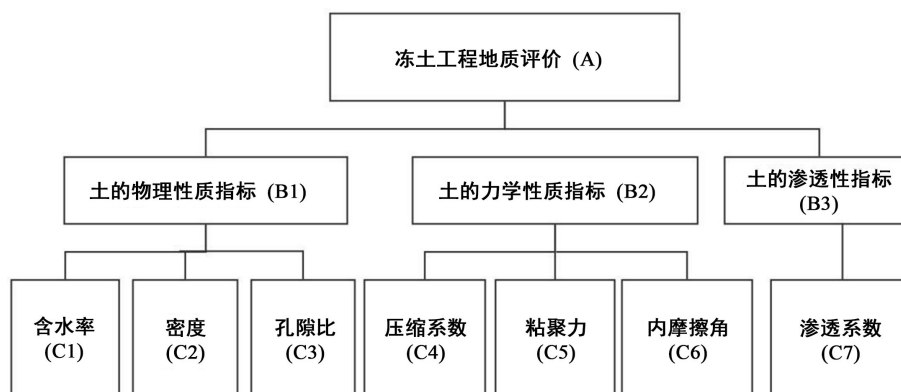 冻土工程地质评价 (A)
土的物理性质指标 (B1)
土的力学性质指标 (B2)
土的渗透性指标
(B3)
含水率
(C1)
密度
(C2)
孔隙比
(C3)
压缩系数
(C4)
粘聚力
(C5)
内摩擦角
(C6)
渗透系数
(C7)